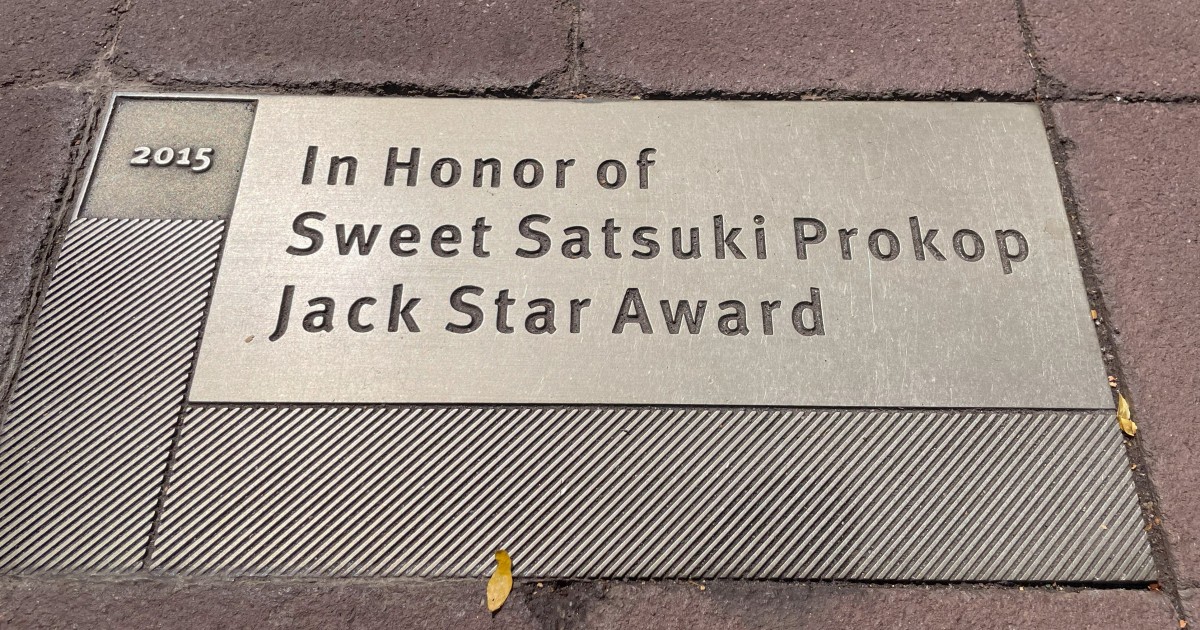 2015
In Honor of
Sweet Satsuki Prokop
Jack Star Award